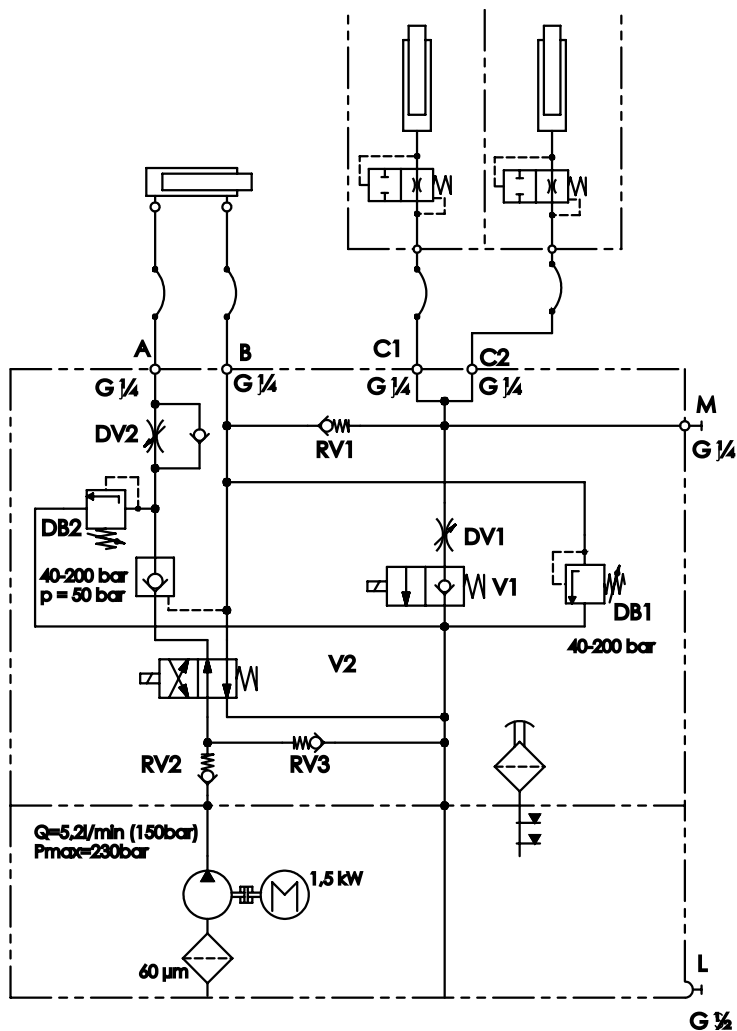 A
B
C1
C2
G 1/4
G 1/4
G 1/4
G 1/4
M
G 1/4
DV2
RV1
DB2
DV1
40-200 bar
p = 50 bar
V1
DB1
40-200 bar
V2
RV2
RV3
Q=5,2l/min (150bar)
Pmax=230bar
1,5 kW
M
60 µm
L
G ½